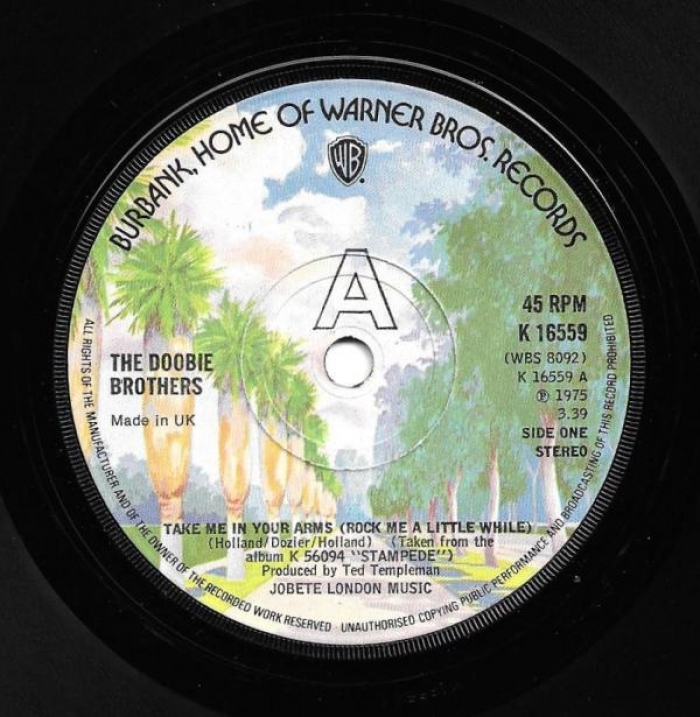 BURBANK, HOME OF WARNER BROS. RECORDS
WB
A
45 RPM
K 16559
(WBS 8092)
K 16559 A
Ⓟ 1975
3.39
SIDE ONE
STEREO
THE DOOBIE
BROTHERS
Made in UK
TAKE ME IN YOUR ARMS (ROCK ME A LITTLE WHILE)
(Holland/Dozier/Holland) (Taken from the
album K 56094 "STAMPEDE")
Produced by Ted Templeman
JOBETE LONDON MUSIC
ALL RIGHTS OF THE MANUFACTURER AND OF THE OWNER OF THE RECORDED WORK RESERVED · UNAUTHORISED COPYING PUBLIC PERFORMANCE AND BROADCASTING OF THIS RECORD PROHIBITED